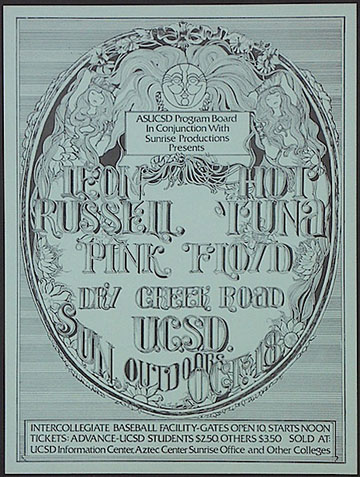 ASUCSD Program Board
In Conjunction With
Sunrise Productions
Presents
LEON HOT
RUSSELL TUNA
PINK FLOYD
DRY CREEK ROAD
UCSD.
SUN. OUTDOORS OCT. 18
INTERCOLLEGIATE BASEBALL FACILITY-GATES OPEN 10. STARTS NOON
TICKETS: ADVANCE-UCSD STUDENTS $2.50 OTHERS $3.50 SOLD AT:
UCSD Information Center, Aztec Center Sunrise Office and Other Colleges